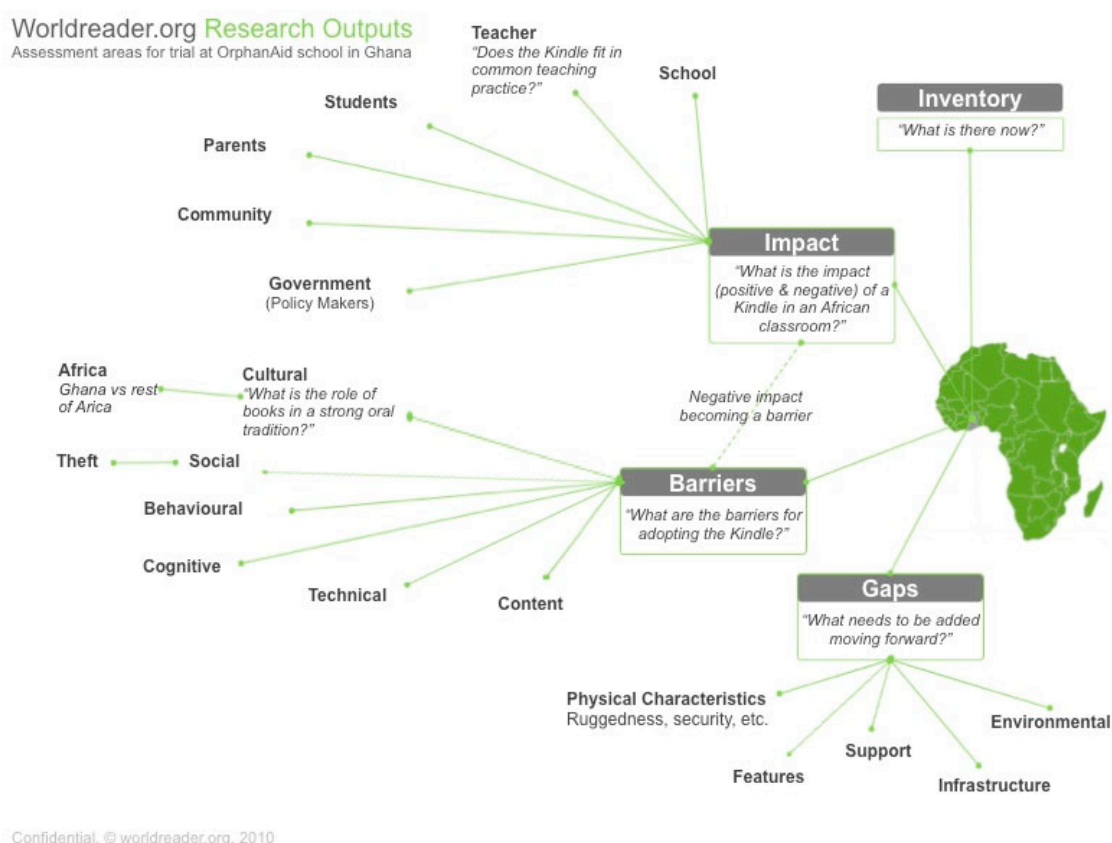 Worldreader.org Research Outputs
Assessment areas for trial at OrphanAid school in Ghana
Teacher
“Does the Kindle fit in
common teaching
practice?”
School
Students
Parents
Community
Government
(Policy Makers)
Inventory
“What is there now?”
Impact
“What is the impact
(positive & negative) of a
Kindle in an African
classroom?”
Africa
Ghana vs rest
of Arica
Cultural
“What is the role of
books in a strong oral
tradition?”
Negative impact
becoming a barrier
Theft
Social
Behavioural
Cognitive
Technical
Content
Barriers
“What are the barriers for
adopting the Kindle?”
Gaps
“What needs to be added
moving forward?”
Physical Characteristics
Ruggedness, security, etc.
Features
Support
Infrastructure
Environmental
Confidential, © worldreader.org, 2010